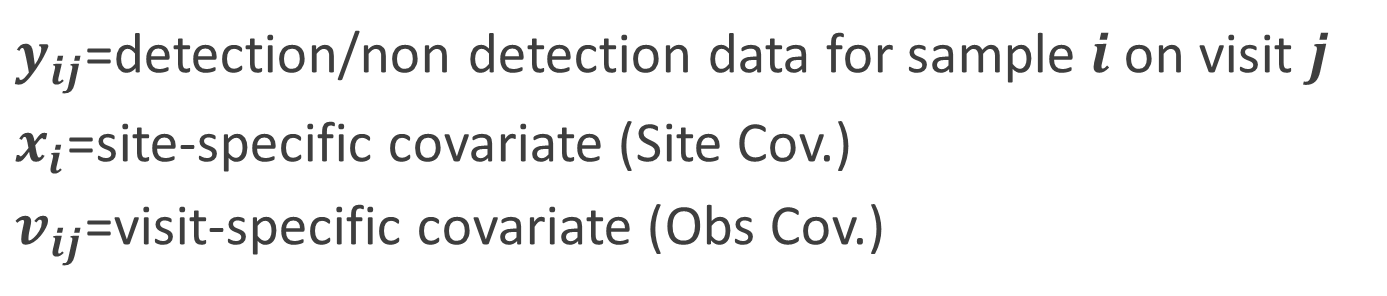 y_ij=detection/non detection data for sample i on visit j
x_i=site-specific covariate (Site Cov.)
v_ij=visit-specific covariate (Obs Cov.)